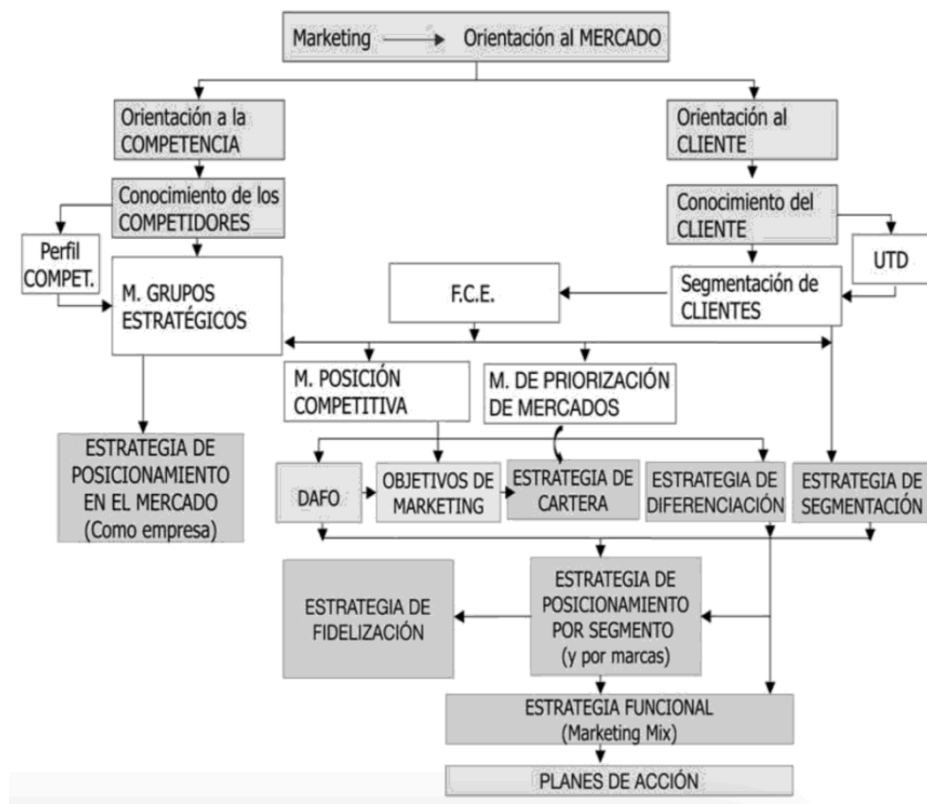 Marketing
Orientación al MERCADO
Orientación a la
COMPETENCIA
Orientación al
CLIENTE
Conocimiento de los
COMPETIDORES
Conocimiento del
CLIENTE
Perfil
COMPET.
UTD
M. GRUPOS
ESTRATÉGICOS
F.C.E.
Segmentación de
CLIENTES
M. POSICIÓN
COMPETITIVA
M. DE PRIORIZACIÓN
DE MERCADOS
ESTRATEGIA DE
POSICIONAMIENTO
EN EL MERCADO
(Como empresa)
DAFO
OBJETIVOS DE
MARKETING
ESTRATEGIA DE
CARTERA
ESTRATEGIA DE
DIFERENCIACIÓN
ESTRATEGIA DE
SEGMENTACIÓN
ESTRATEGIA DE
FIDELIZACIÓN
ESTRATEGIA DE
POSICIONAMIENTO
POR SEGMENTO
(y por marcas)
ESTRATEGIA FUNCIONAL
(Marketing Mix)
PLANES DE ACCIÓN